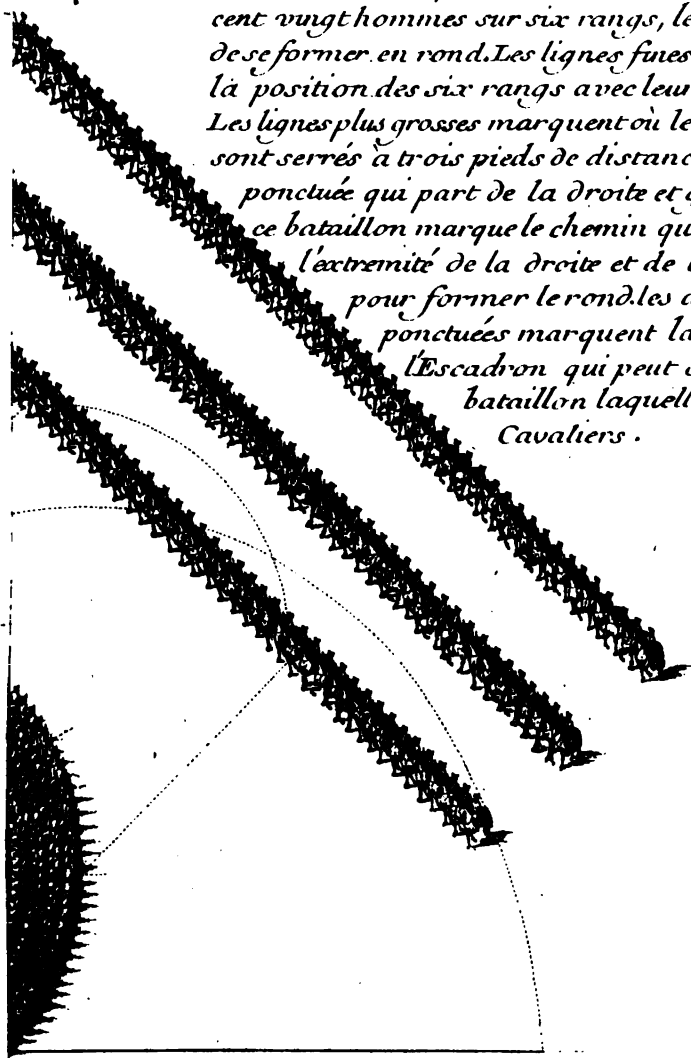 cent vingt hommes sur six rangs, le
de se former en rond. Les lignes fines
la position des six rangs avec leur
Les lignes plus grosses marquent où le
sont serrés à trois pieds de distanc
ponctuée qui part de la droite et
ce bataillon marque le chemin qu
l'extremité de la droite et de
pour former le rond. les
ponctuées marquent la
l'Escadron qui peut
bataillon laquell
Cavaliers.